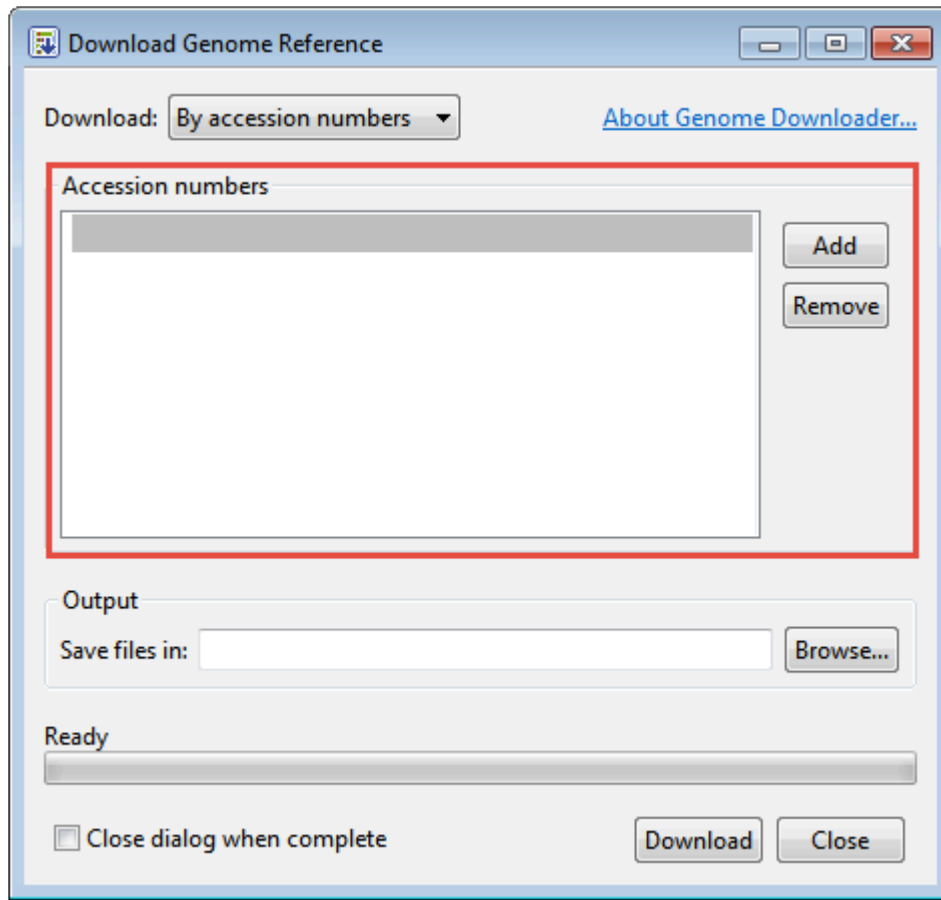 Download Genome Reference
Download: By accession numbers About Genome Downloader...
Accession numbers
Add
Remove
Output
Save files in: Browse...
Ready
Close dialog when complete Download Close